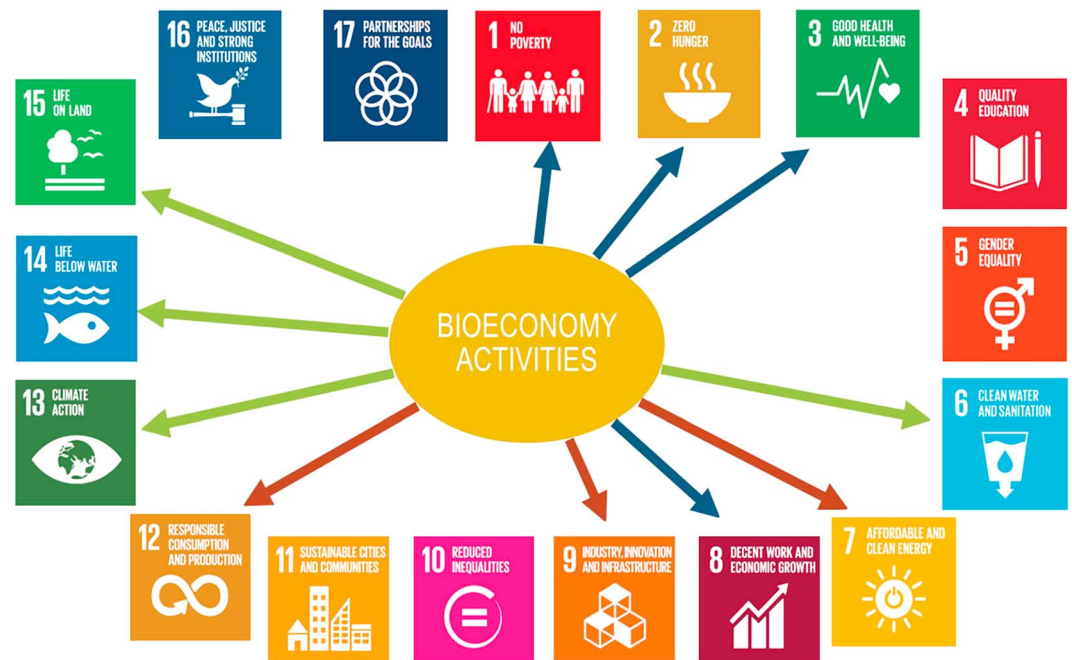 16 PEACE, JUSTICE
AND STRONG
INSTITUTIONS
17 PARTNERSHIPS
FOR THE GOALS
1 NO
POVERTY
2 ZERO
HUNGER
3 GOOD HEALTH
AND WELL-BEING
15 LIFE
ON LAND
4 QUALITY
EDUCATION
14 LIFE
BELOW WATER
5 GENDER
EQUALITY
BIOECONOMY
ACTIVITIES
13 CLIMATE
ACTION
6 CLEAN WATER
AND SANITATION
12 RESPONSIBLE
CONSUMPTION
AND PRODUCTION
11 SUSTAINABLE CITIES
AND COMMUNITIES
10 REDUCED
INEQUALITIES
9 INDUSTRY, INNOVATION
AND INFRASTRUCTURE
8 DECENT WORK AND
ECONOMIC GROWTH
7 AFFORDABLE AND
CLEAN ENERGY